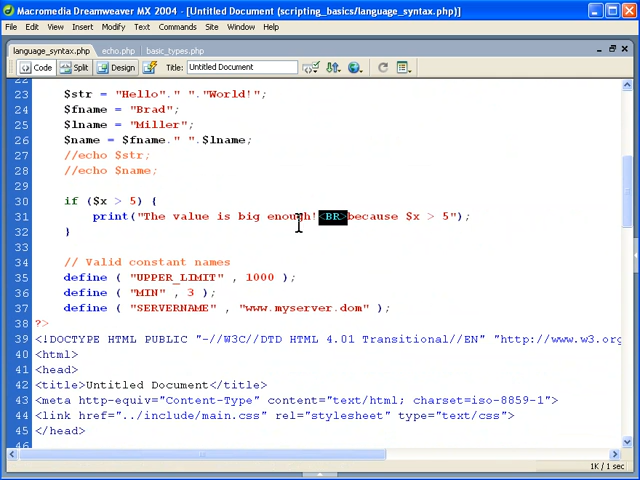 Macromedia Dreamweaver MX 2004 - [Untitled Document (scripting_basics/language_syntax.php)]
File Edit View Insert Modify Text Commands Site Window Help
language_syntax.php echo.php basic_types.php
Code Split Design Title: Untitled Document
22
23 $str = "Hello"." "."World!";
24 $fname = "Brad";
25 $lname = "Miller";
26 $name = $fname." ".$lname;
27 //echo $str;
28 //echo $name;
29
30 if ($x > 5) {
31 print("The value is big enough!<BR>because $x > 5");
32 }
33
34 // Valid constant names
35 define ( "UPPER_LIMIT" , 1000 );
36 define ( "MIN" , 3 );
37 define ( "SERVERNAME" , "www.myserver.dom" );
38 ?>
39 <!DOCTYPE HTML PUBLIC "-//W3C//DTD HTML 4.01 Transitional//EN" "http://www.w3.org
40 <html>
41 <head>
42 <title>Untitled Document</title>
43 <meta http-equiv="Content-Type" content="text/html; charset=iso-8859-1">
44 <link href="../include/main.css" rel="stylesheet" type="text/css">
45 </head>
46
1K / 1 sec